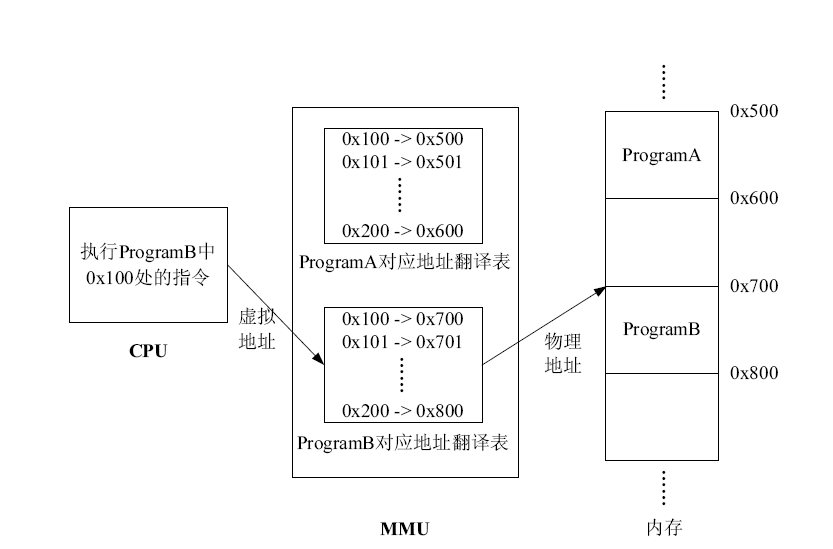 执行ProgramB中
0x100处的指令
CPU
虚拟
地址
0x100 -> 0x500
0x101 -> 0x501
0x200 -> 0x600
ProgramA对应地址翻译表
0x100 -> 0x700
0x101 -> 0x701
0x200 -> 0x800
ProgramB对应地址翻译表
MMU
物理
地址
0x500
ProgramA
0x600
0x700
ProgramB
0x800
内存